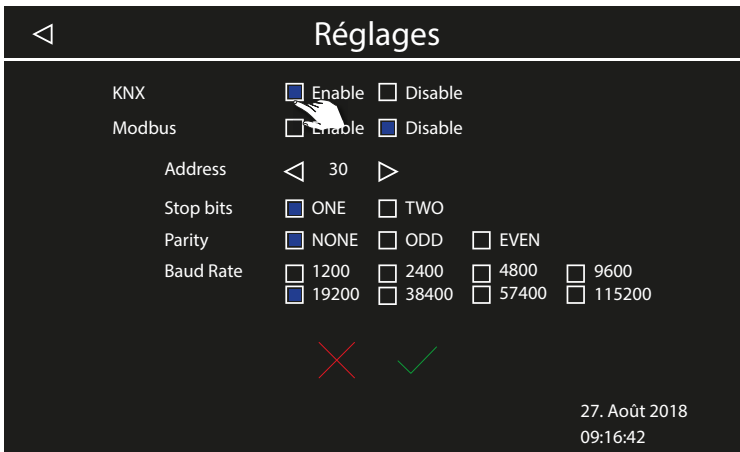 Réglages
KNX Enable Disable
Modbus Enable Disable
Address 30
Stop bits ONE TWO
Parity NONE ODD EVEN
Baud Rate 1200 2400 4800 9600
19200 38400 57400 115200
27. Août 2018
09:16:42